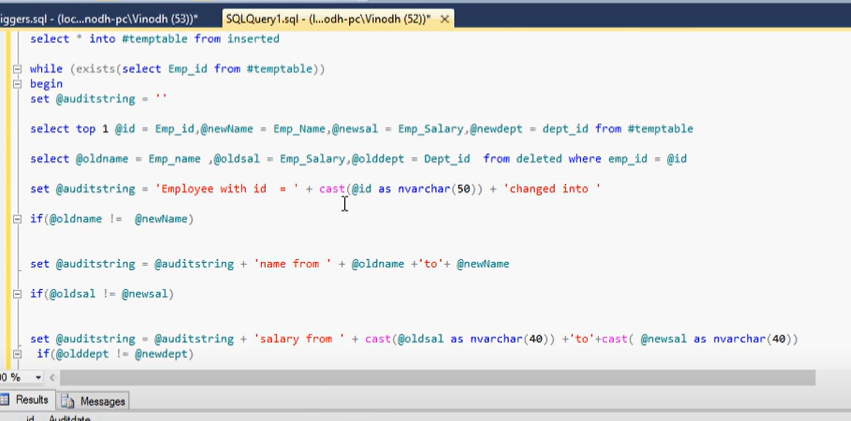 iggers.sql - (loc...nodh-pc\Vinodh (53))*
SQLQuery1.sql - (l...odh-pc\Vinodh (52))*
select * into #temptable from inserted
while (exists(select Emp_id from #temptable))
begin
set @auditstring = ''
select top 1 @id = Emp_id,@newName = Emp_Name,@newsal = Emp_Salary,@newdept = dept_id from #temptable
select @oldname = Emp_name ,@oldsal = Emp_Salary,@olddept = Dept_id  from deleted where emp_id = @id
set @auditstring = 'Employee with id  = ' + cast(@id as nvarchar(50)) + 'changed into '
if(@oldname !=  @newName)
set @auditstring = @auditstring + 'name from ' + @oldname +'to'+ @newName
if(@oldsal != @newsal)
set @auditstring = @auditstring + 'salary from ' + cast(@oldsal as nvarchar(40)) +'to'+cast( @newsal as nvarchar(40))
if(@olddept != @newdept)
00 %
Results
Messages
id Auditdate